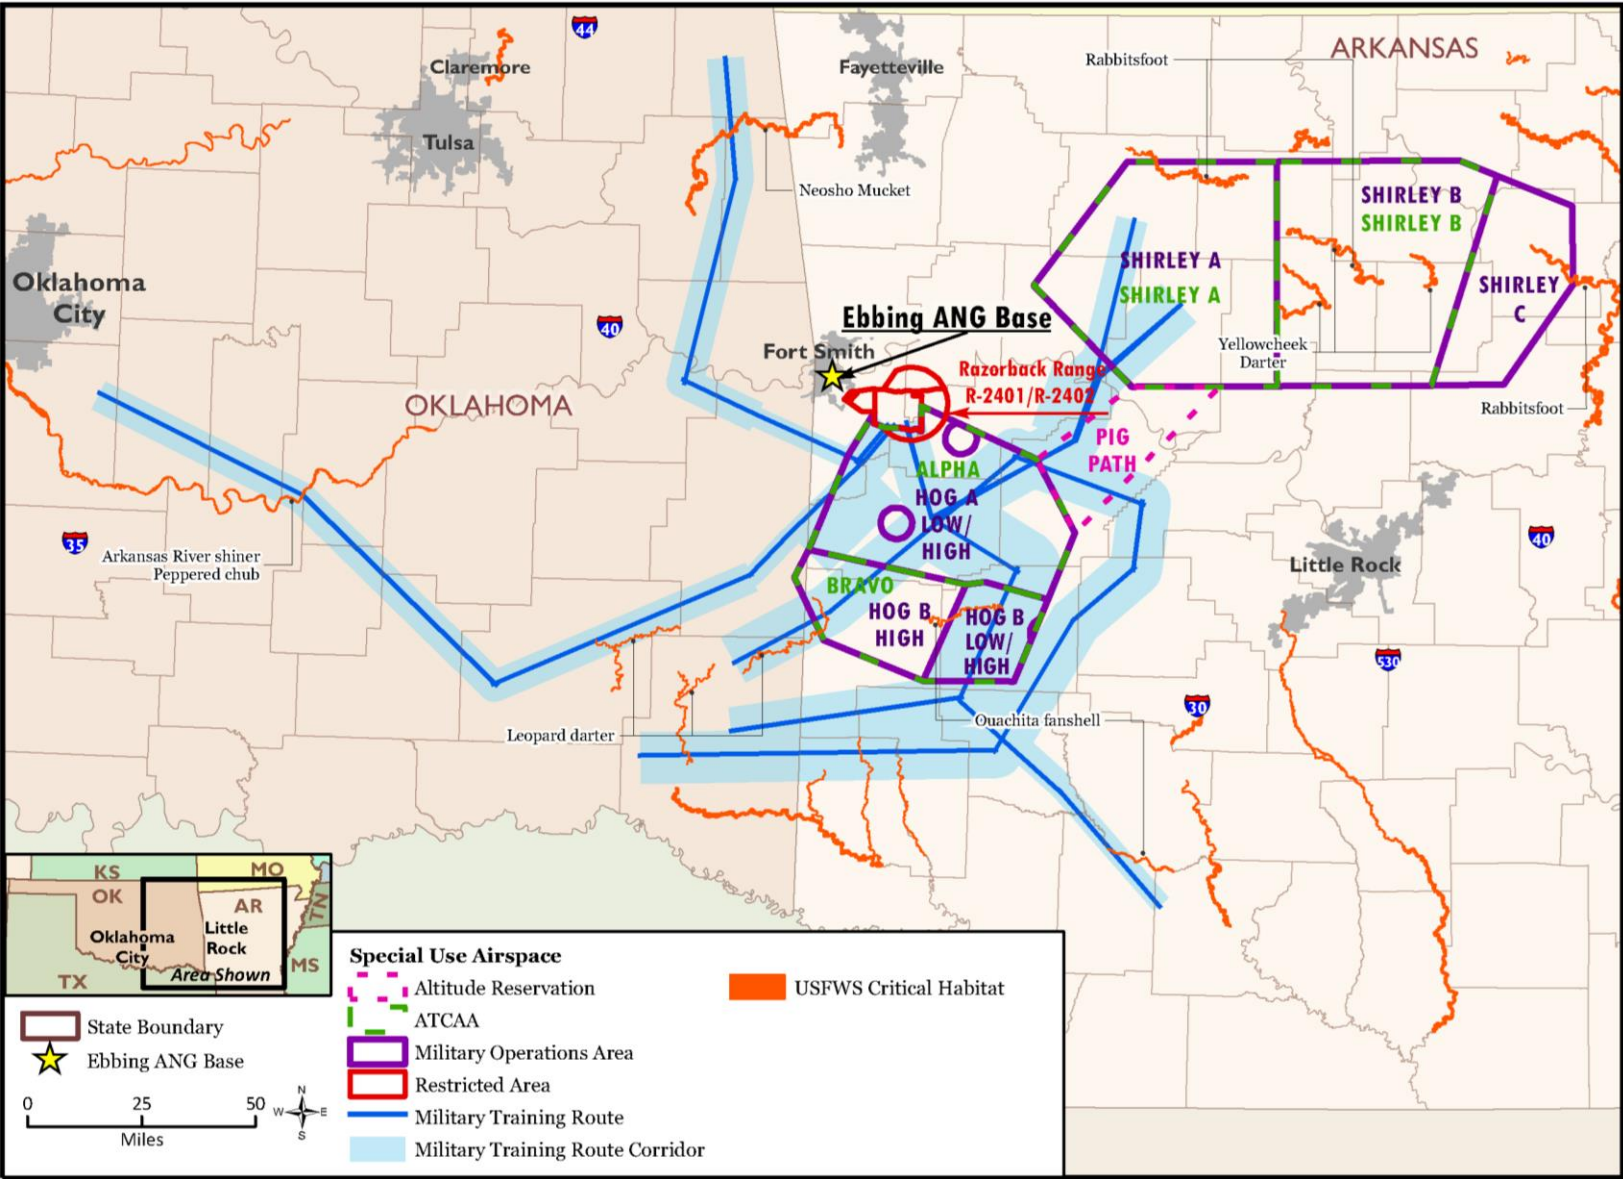 44
Claremore
Tulsa
Fayetteville
ARKANSAS
Rabbitsfoot
Neosho Mucket
SHIRLEY B
SHIRLEY B
SHIRLEY A
SHIRLEY A
SHIRLEY
C
Oklahoma
City
40
Ebbing ANG Base
Fort Smith
Yellowcheek
Darter
Razorback Range
R-2401/R-2402
Rabbitsfoot
OKLAHOMA
PIG
PATH
ALPHA
HOG A
LOW/
HIGH
35
Arkansas River shiner
Peppered chub
40
Little Rock
BRAVO
HOG B
HIGH
HOG B
LOW/
HIGH
530
30
Leopard darter
Ouachita fanshell
KS
MO
OK
AR
TN
Oklahoma
City
Little
Rock
MS
TX
Area Shown
State Boundary
Ebbing ANG Base
0 25 50
Miles
N
W E
S
Special Use Airspace
Altitude Reservation
ATCAA
Military Operations Area
Restricted Area
Military Training Route
Military Training Route Corridor
USFWS Critical Habitat